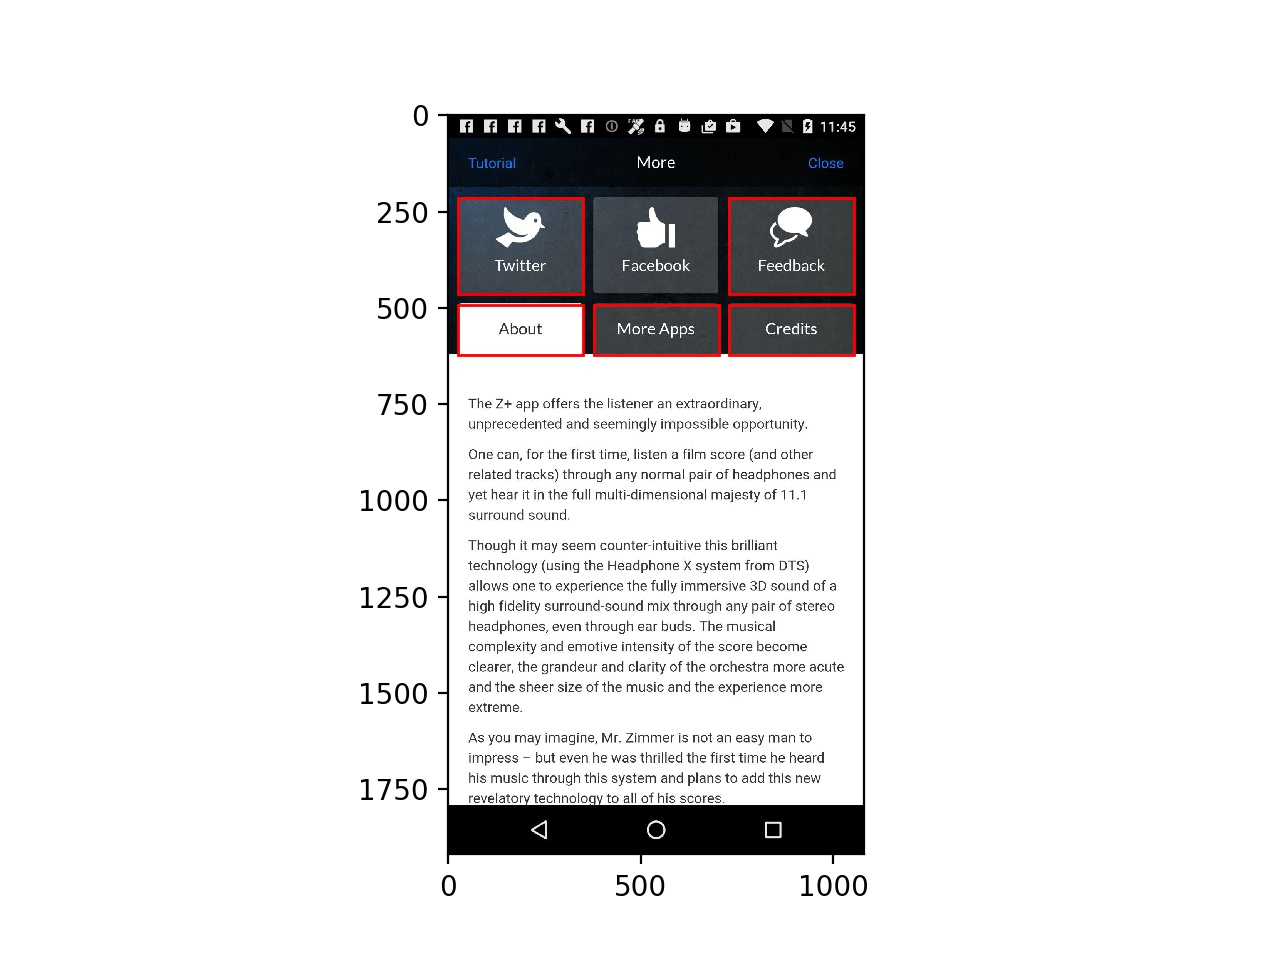 0
250
500
750
1000
1250
1500
1750
0
500
1000
11:45
Tutorial
More
Close
Twitter
Facebook
Feedback
About
More Apps
Credits
The Z+ app offers the listener an extraordinary,
unprecedented and seemingly impossible opportunity.
One can, for the first time, listen a film score (and other
related tracks) through any normal pair of headphones and
yet hear it in the full multi-dimensional majesty of 11.1
surround sound.
Though it may seem counter-intuitive this brilliant
technology (using the Headphone X system from DTS)
allows one to experience the fully immersive 3D sound of a
high fidelity surround-sound mix through any pair of stereo
headphones, even through ear buds. The musical
complexity and emotive intensity of the score become
clearer, the grandeur and clarity of the orchestra more acute
and the sheer size of the music and the experience more
extreme.
As you may imagine, Mr. Zimmer is not an easy man to
impress – but even he was thrilled the first time he heard
his music through this system and plans to add this new
revelatory technology to all of his scores.